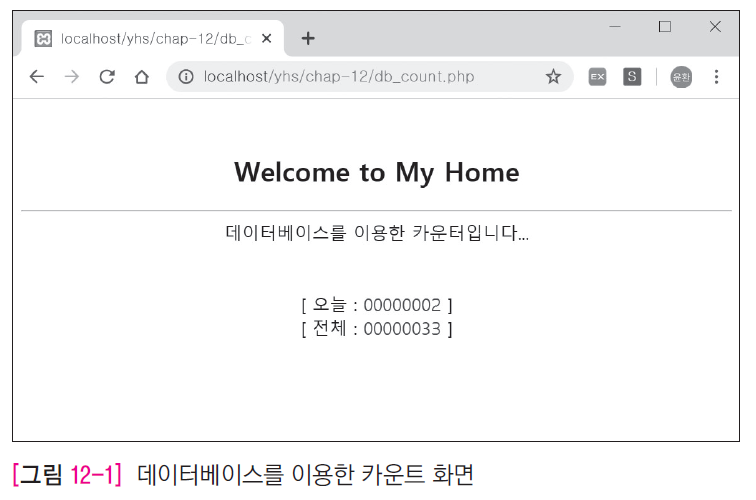 localhost/yhs/chap-12/db_c
localhost/yhs/chap-12/db_count.php
EX
S
윤환
Welcome to My Home
데이터베이스를 이용한 카운터입니다...
[ 오늘 : 00000002 ]
[ 전체 : 00000033 ]
[그림 12-1] 데이터베이스를 이용한 카운트 화면